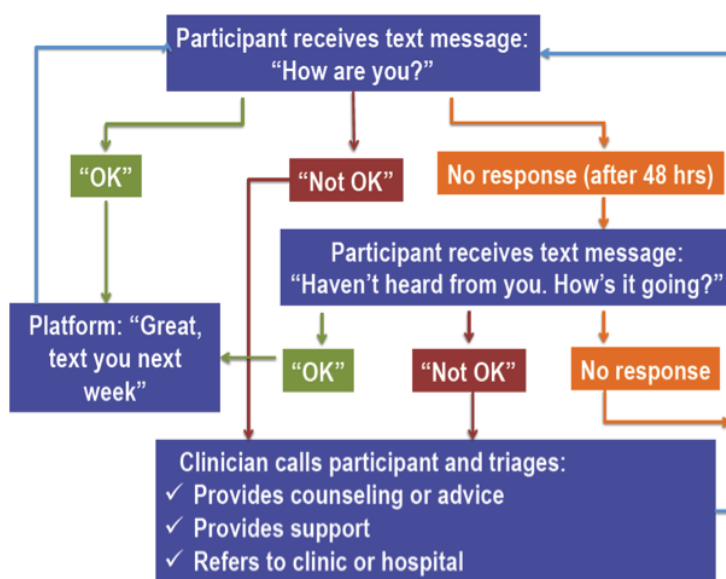 Participant receives text message:
“How are you?”
“OK”
“Not OK”
No response (after 48 hrs)
Participant receives text message:
“Haven’t heard from you. How’s it going?”
Platform: “Great,
text you next
week”
“OK”
“Not OK”
No response
Clinician calls participant and triages:
✓ Provides counseling or advice
✓ Provides support
✓ Refers to clinic or hospital